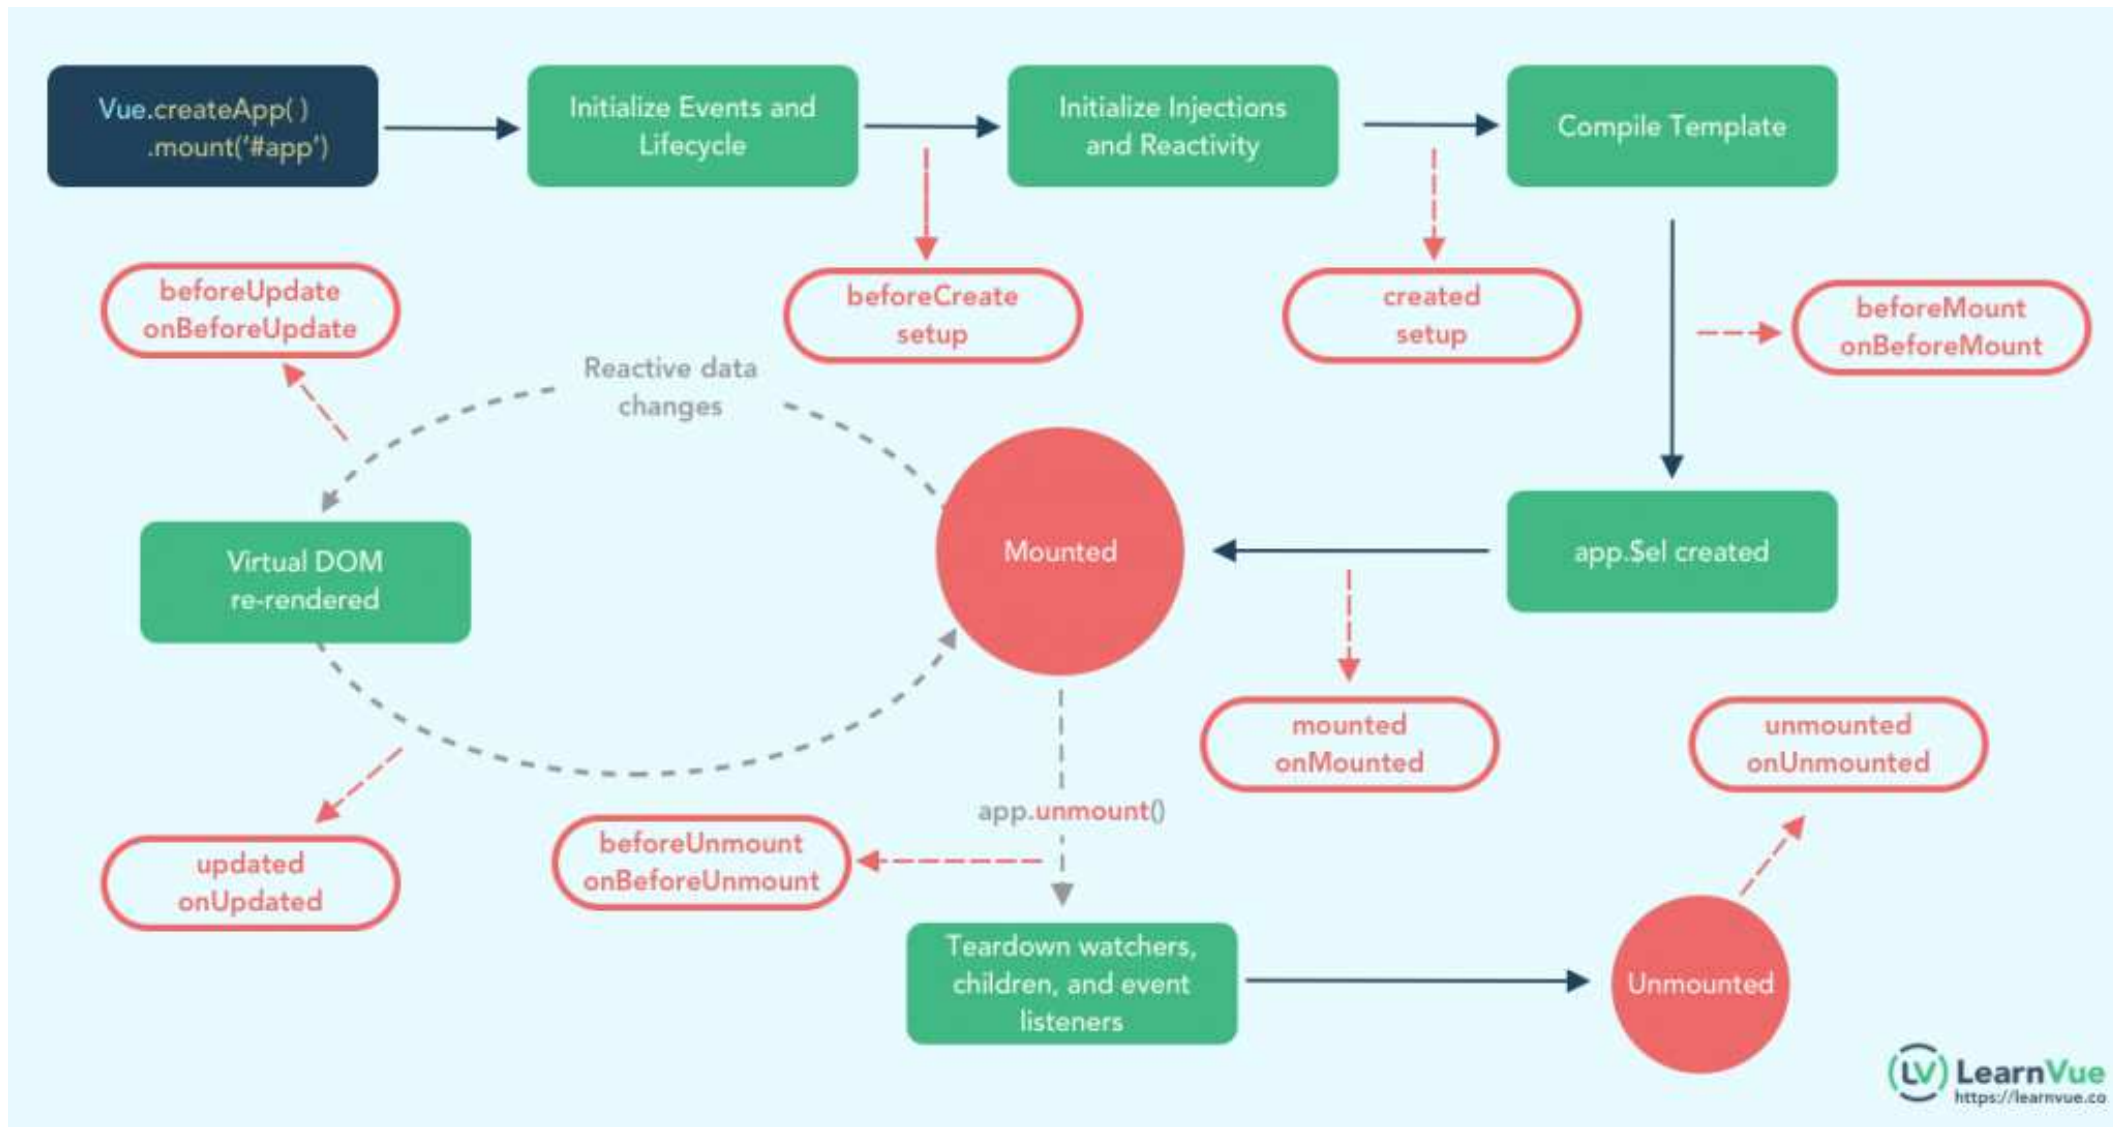 Vue.createApp( )
.mount('#app')
Initialize Events and
Lifecycle
Initialize Injections
and Reactivity
Compile Template
beforeUpdate
onBeforeUpdate
beforeCreate
setup
created
setup
beforeMount
onBeforeMount
Reactive data
changes
Virtual DOM
re-rendered
Mounted
app.$el created
mounted
onMounted
unmounted
onUnmounted
app.unmount()
beforeUnmount
onBeforeUnmount
updated
onUpdated
Teardown watchers,
children, and event
listeners
Unmounted
LV LearnVue
https://learnvue.co